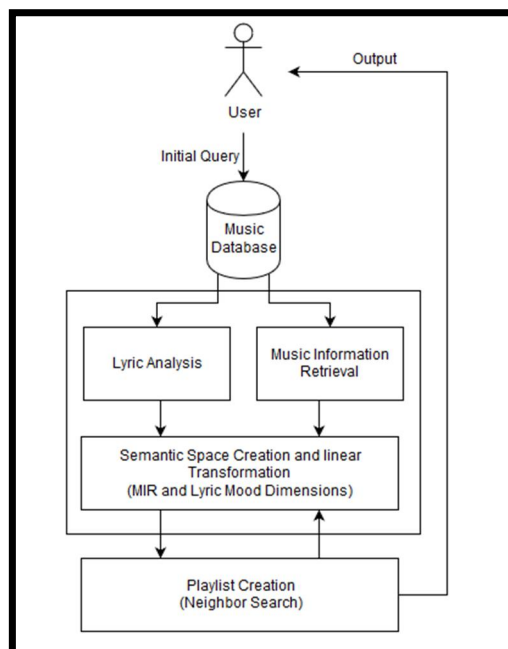 Output
User
Initial Query
Music
Database
Lyric Analysis
Music Information
Retrieval
Semantic Space Creation and linear
Transformation
(MIR and Lyric Mood Dimensions)
Playlist Creation
(Neighbor Search)